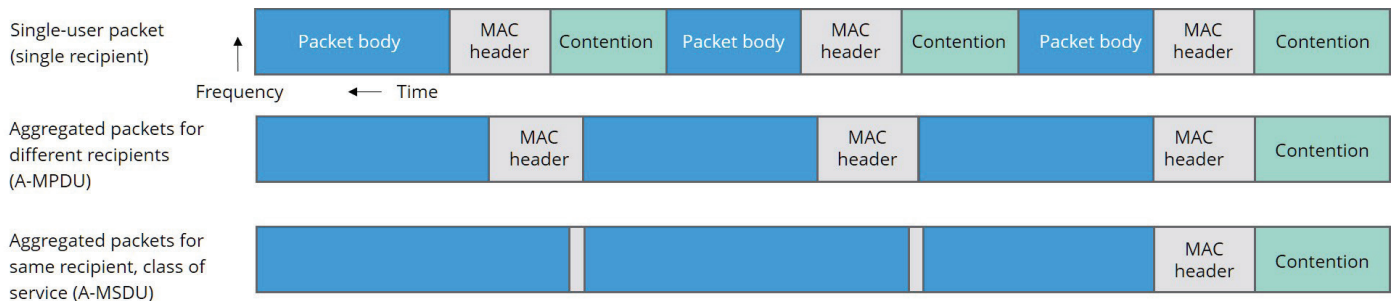 Single-user packet
(single recipient)
Packet body
MAC
header
Contention
Packet body
MAC
header
Contention
Packet body
MAC
header
Contention
Frequency
Time
Aggregated packets for
different recipients
(A-MPDU)
MAC
header
MAC
header
MAC
header
Contention
Aggregated packets for
same recipient, class of
service (A-MSDU)
MAC
header
Contention